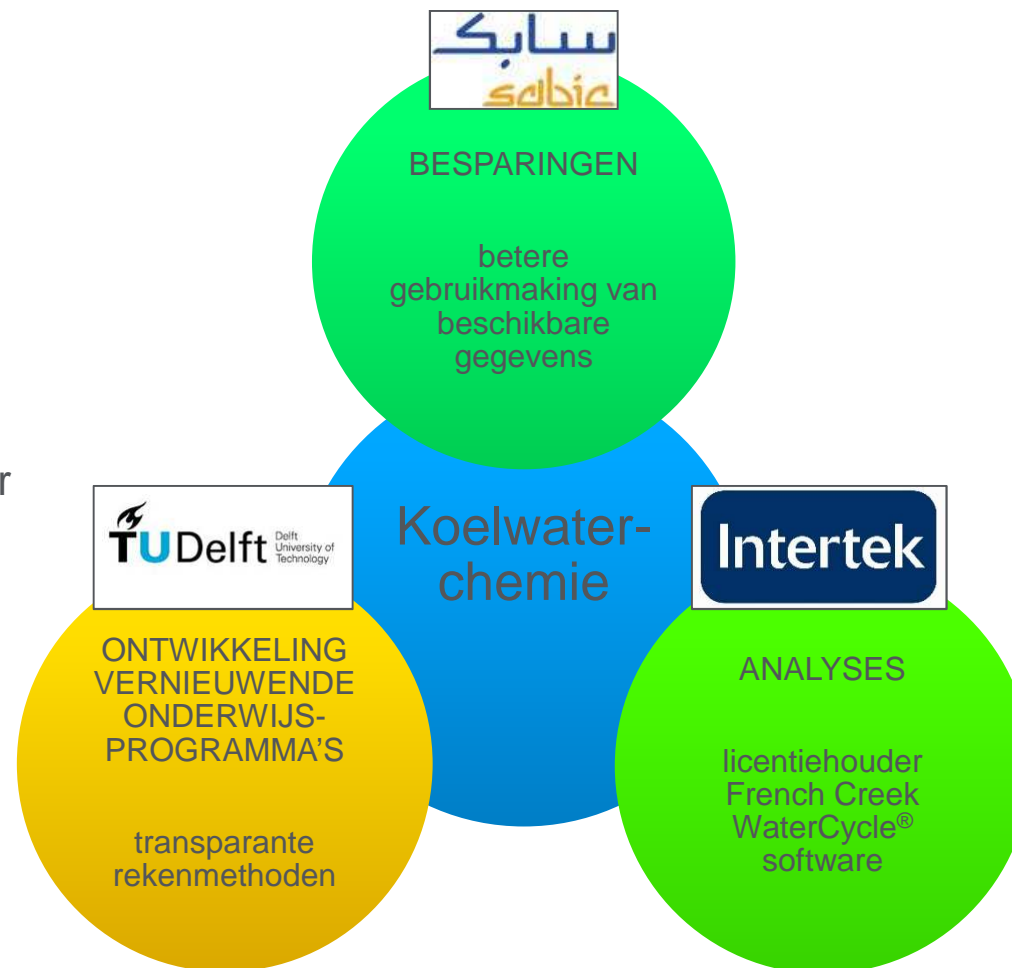 سابك
sabic
BESPARINGEN
betere
gebruikmaking van
beschikbare
gegevens
r
Koelwater-
chemie
TUDelft
Delft
University of
Technology
Intertek
ONTWIKKELING
VERNIEUWENDE
ONDERWIJS-
PROGRAMMA'S
transparante
rekenmethoden
ANALYSES
licentiehouder
French Creek
WaterCycle®
software